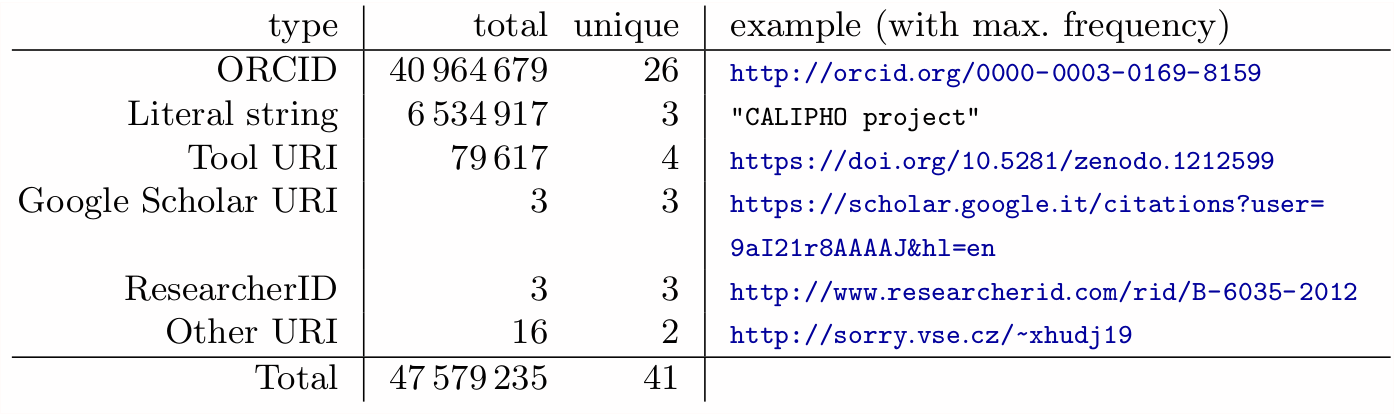 type total unique example (with max. frequency)
ORCID 40 964 679 26 http://orcid.org/0000-0003-0169-8159
Literal string 6 534 917 3 "CALIPHO project"
Tool URI 79 617 4 https://doi.org/10.5281/zenodo.1212599
Google Scholar URI 3 3 https://scholar.google.it/citations?user=
9aI21r8AAAAJ&hl=en
ResearcherID 3 3 http://www.researcherid.com/rid/B-6035-2012
Other URI 16 2 http://sorry.vse.cz/~xhudj19
Total 47 579 235 41